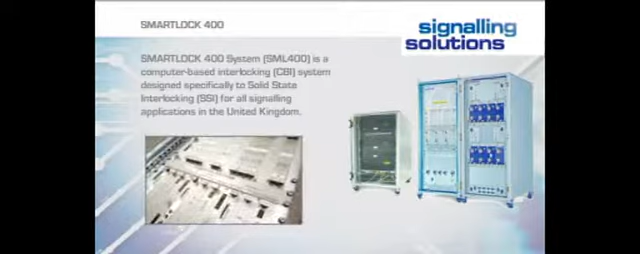 SMARTLOCK 400
signalling
solutions
SMARTLOCK 400 System (SML400) is a
computer-based interlocking (CBI) system
designed specifically to Solid State
Interlocking (SSI) for all signalling
applications in the United Kingdom.